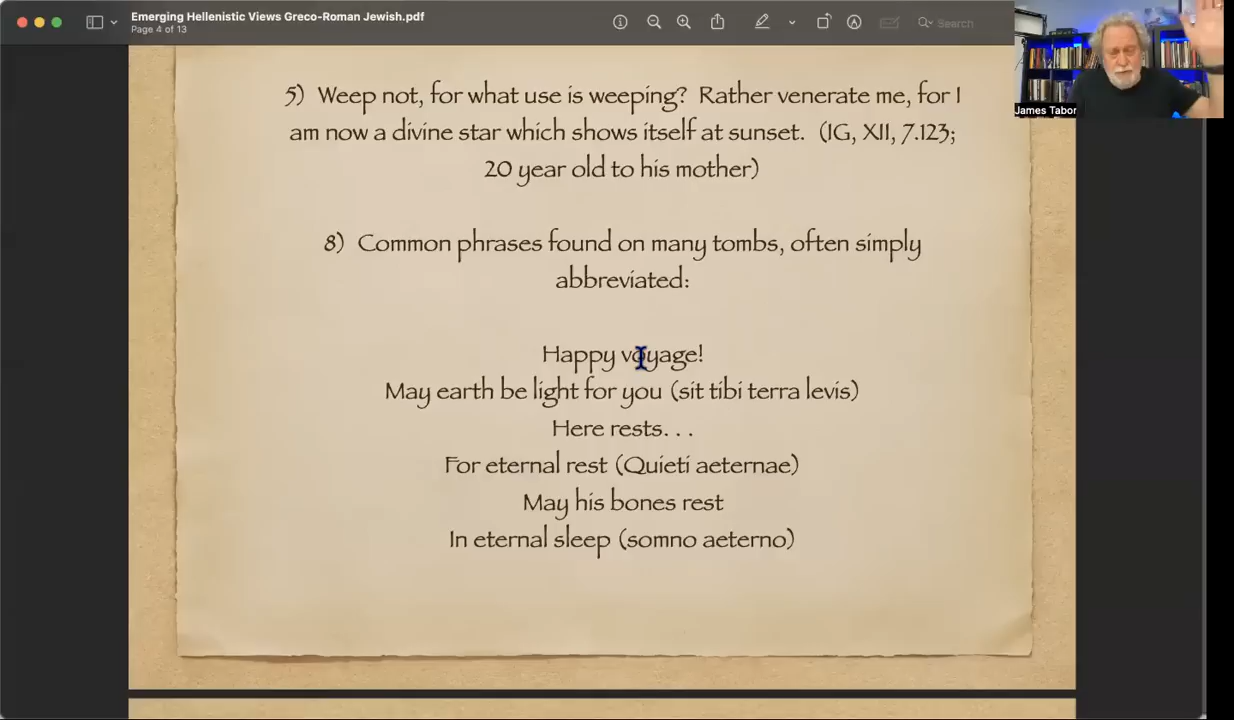 Emerging Hellenistic Views Greco-Roman Jewish.pdf
Page 4 of 13
Search
James Tabor
5) Weep not, for what use is weeping? Rather venerate me, for I
am now a divine star which shows itself at sunset. (IG, XII, 7.123;
20 year old to his mother)
8) Common phrases found on many tombs, often simply
abbreviated:
Happy voyage!
May earth be light for you (sit tibi terra levis)
Here rests. . .
For eternal rest (Quieti aeternae)
May his bones rest
In eternal sleep (somno aeterno)